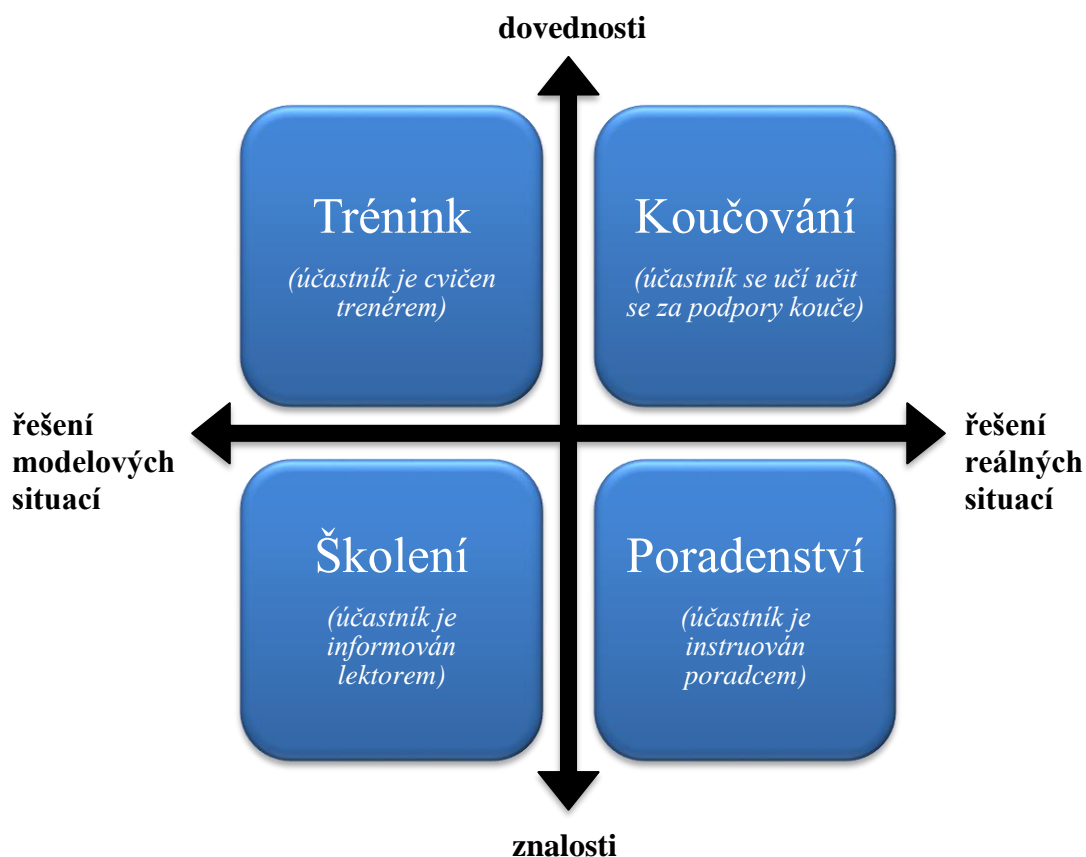 dovednosti
Trénink
(účastník je cvičen
trenérem)
Koučování
(účastník se učí učit
se za podpory kouče)
řešení
modelových
situací
řešení
reálných
situací
Školení
(účastník je
informován
lektorem)
Poradenství
(účastník je
instruován
poradcem)
znalosti